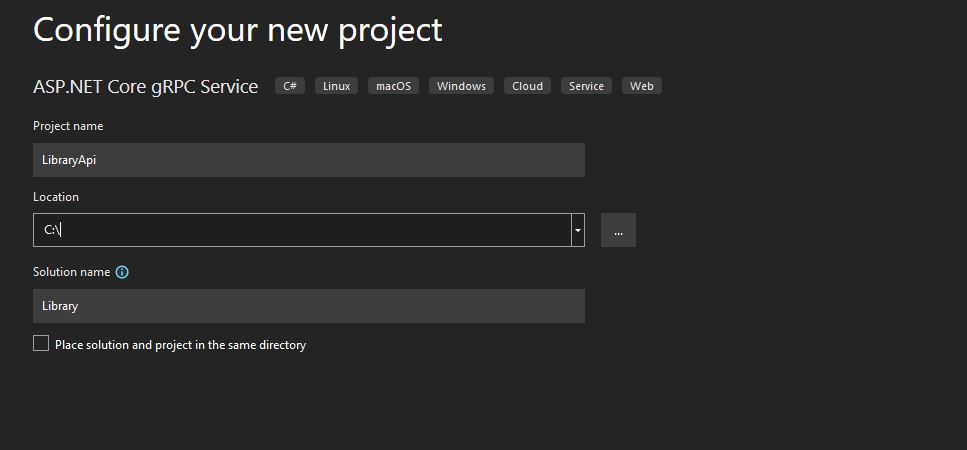 Configure your new project
ASP.NET Core gRPC Service C# Linux macOS Windows Cloud Service Web
Project name
LibraryApi
Location
C:\
...
Solution name
Library
Place solution and project in the same directory